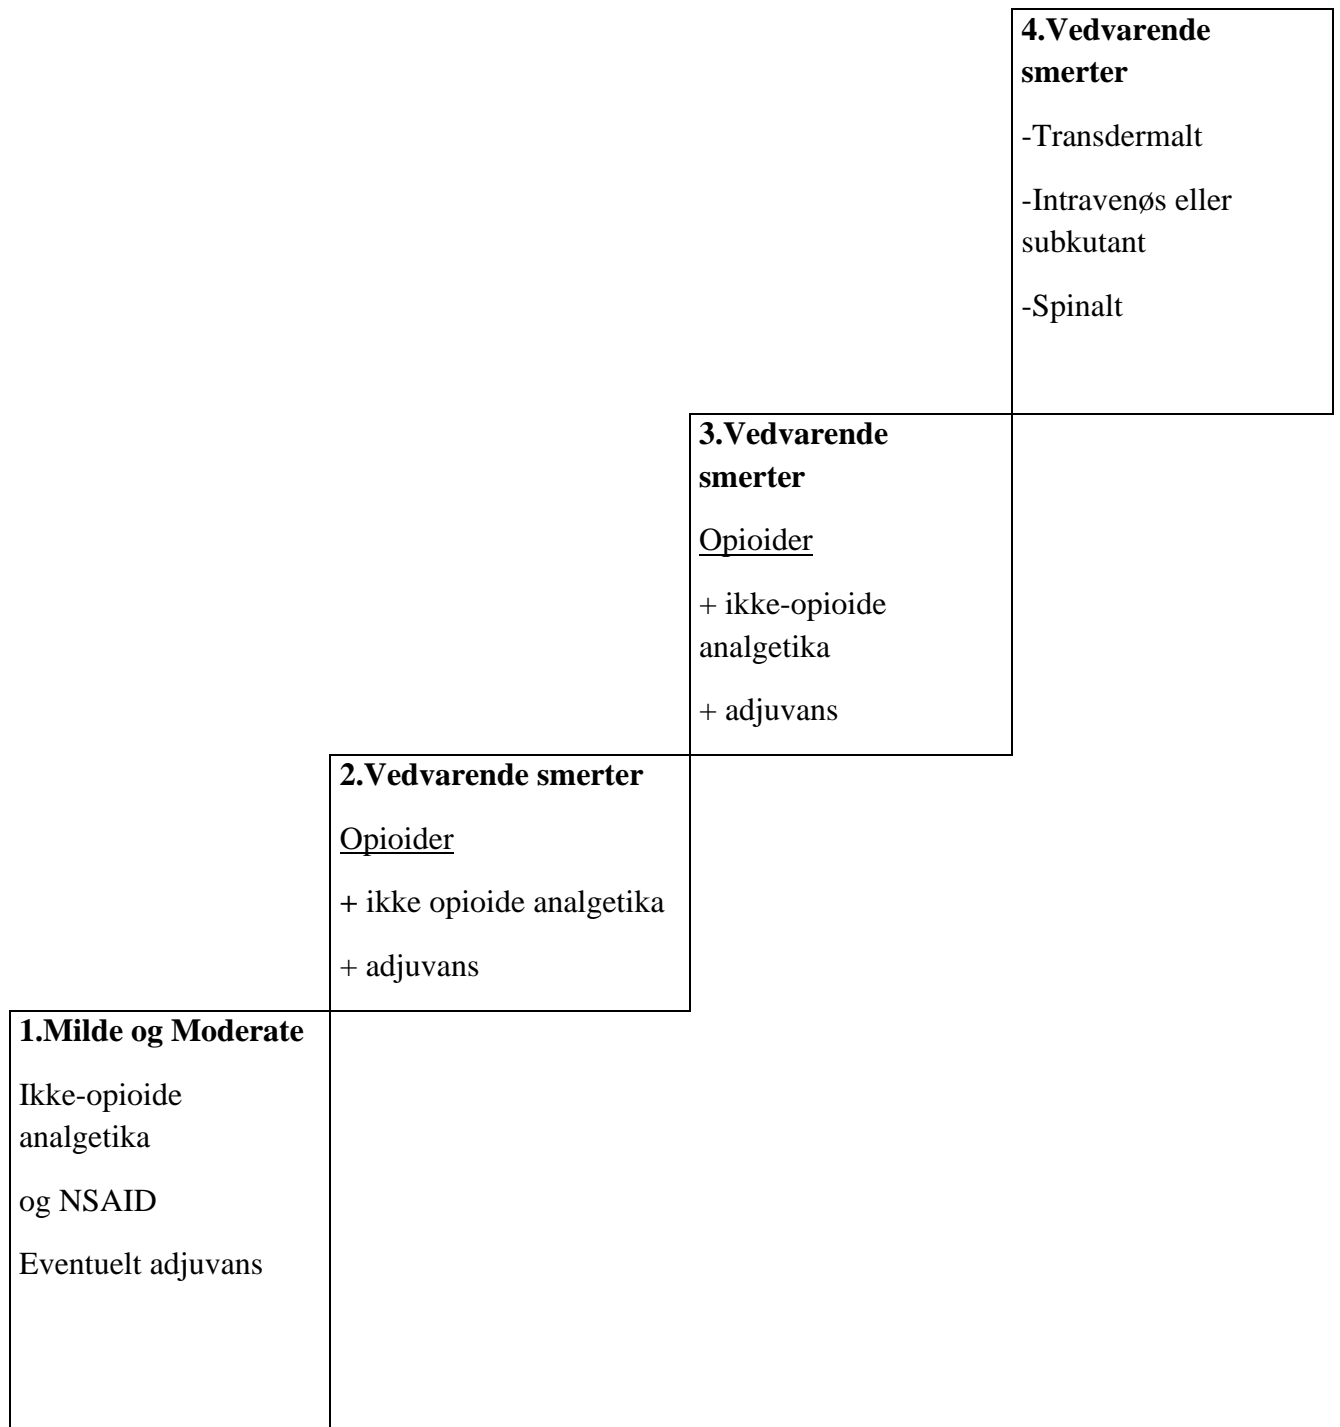 4.Vedvarende
smerter
-Transdermalt
-Intravenøs eller
subkutant
-Spinalt
3.Vedvarende
smerter
Opioider
+ ikke-opioide
analgetika
+ adjuvans
2.Vedvarende smerter
Opioider
+ ikke opioide analgetika
+ adjuvans
1.Milde og Moderate
Ikke-opioide
analgetika
og NSAID
Eventuelt adjuvans